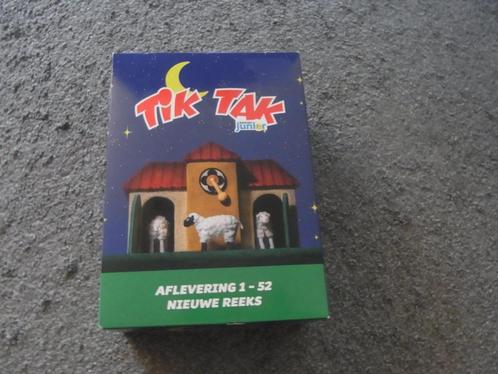 TIK TAK
junior
AFLEVERING 1 - 52
NIEUWE REEKS